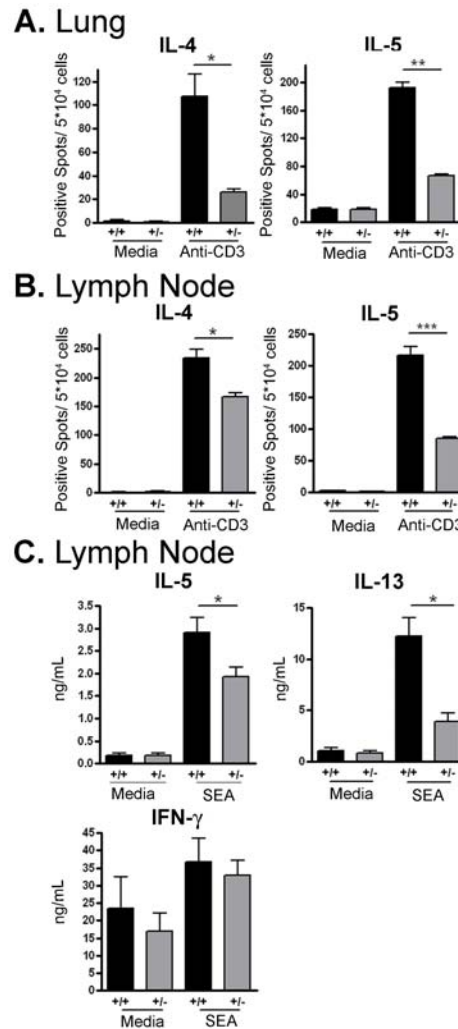 A. Lung
IL-4
Positive Spots/ 5*10⁴ cells
120
100
80
60
40
20
0
*
+/+ +/- +/+ +/-
Media Anti-CD3
IL-5
Positive Spots/ 5*10⁴ cells
200
160
120
80
40
0
**
+/+ +/- +/+ +/-
Media Anti-CD3
B. Lymph Node
IL-4
Positive Spots/ 5*10⁴ cells
250
200
150
100
50
0
*
+/+ +/- +/+ +/-
Media Anti-CD3
IL-5
Positive Spots/ 5*10⁴ cells
250
200
150
100
50
0
***
+/+ +/- +/+ +/-
Media Anti-CD3
C. Lymph Node
IL-5
ng/mL
3.5
3.0
2.5
2.0
1.5
1.0
0.5
0.0
*
+/+ +/- +/+ +/-
Media SEA
IL-13
ng/mL
15
10
5
0
*
+/+ +/- +/+ +/-
Media SEA
IFN-γ
ng/mL
45
40
35
30
25
20
15
10
5
0
+/+ +/- +/+ +/-
Media SEA